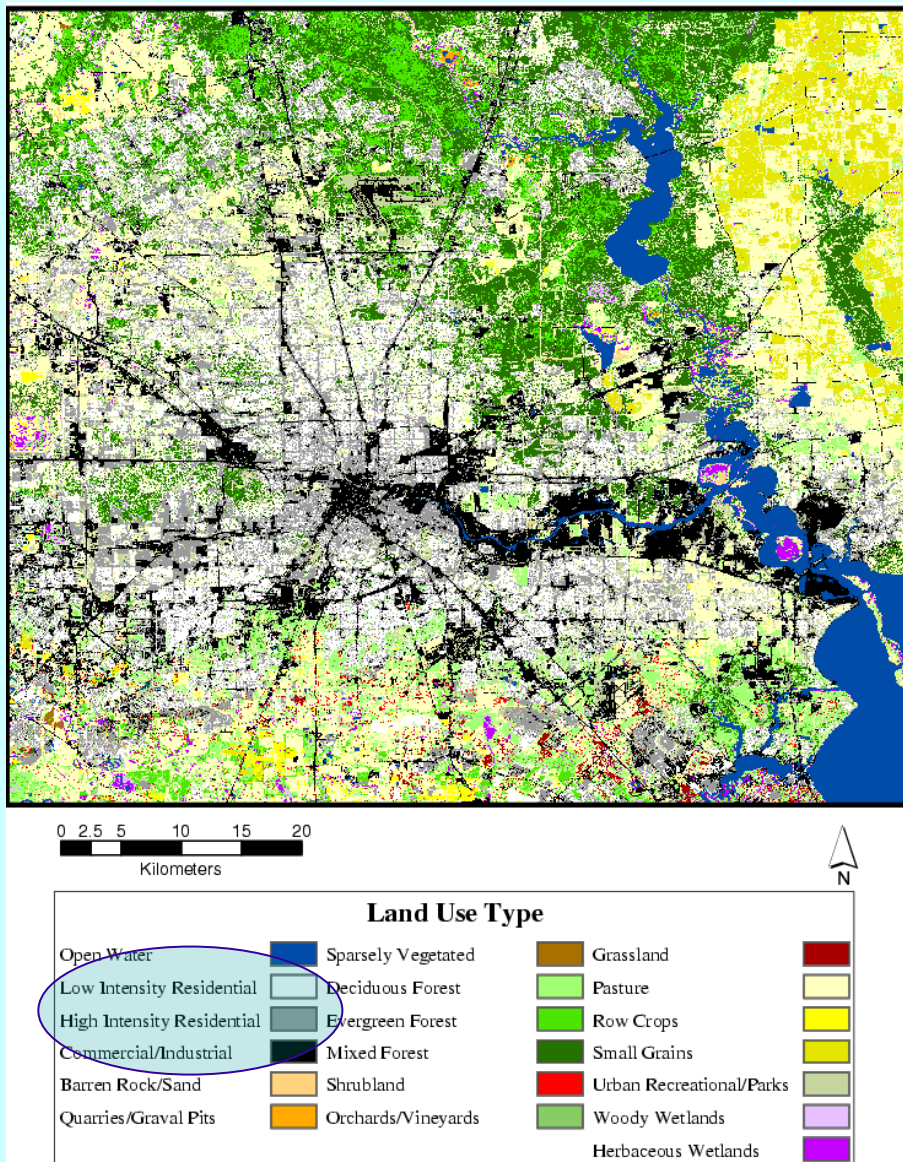 0 2.5 5 10 15 20
Kilometers
N
Land Use Type
Open Water Sparsely Vegetated Grassland
Low Intensity Residential Deciduous Forest Pasture
High Intensity Residential Evergreen Forest Row Crops
Commercial/Industrial Mixed Forest Small Grains
Barren Rock/Sand Shrubland Urban Recreational/Parks
Quarries/Graval Pits Orchards/Vineyards Woody Wetlands
Herbaceous Wetlands